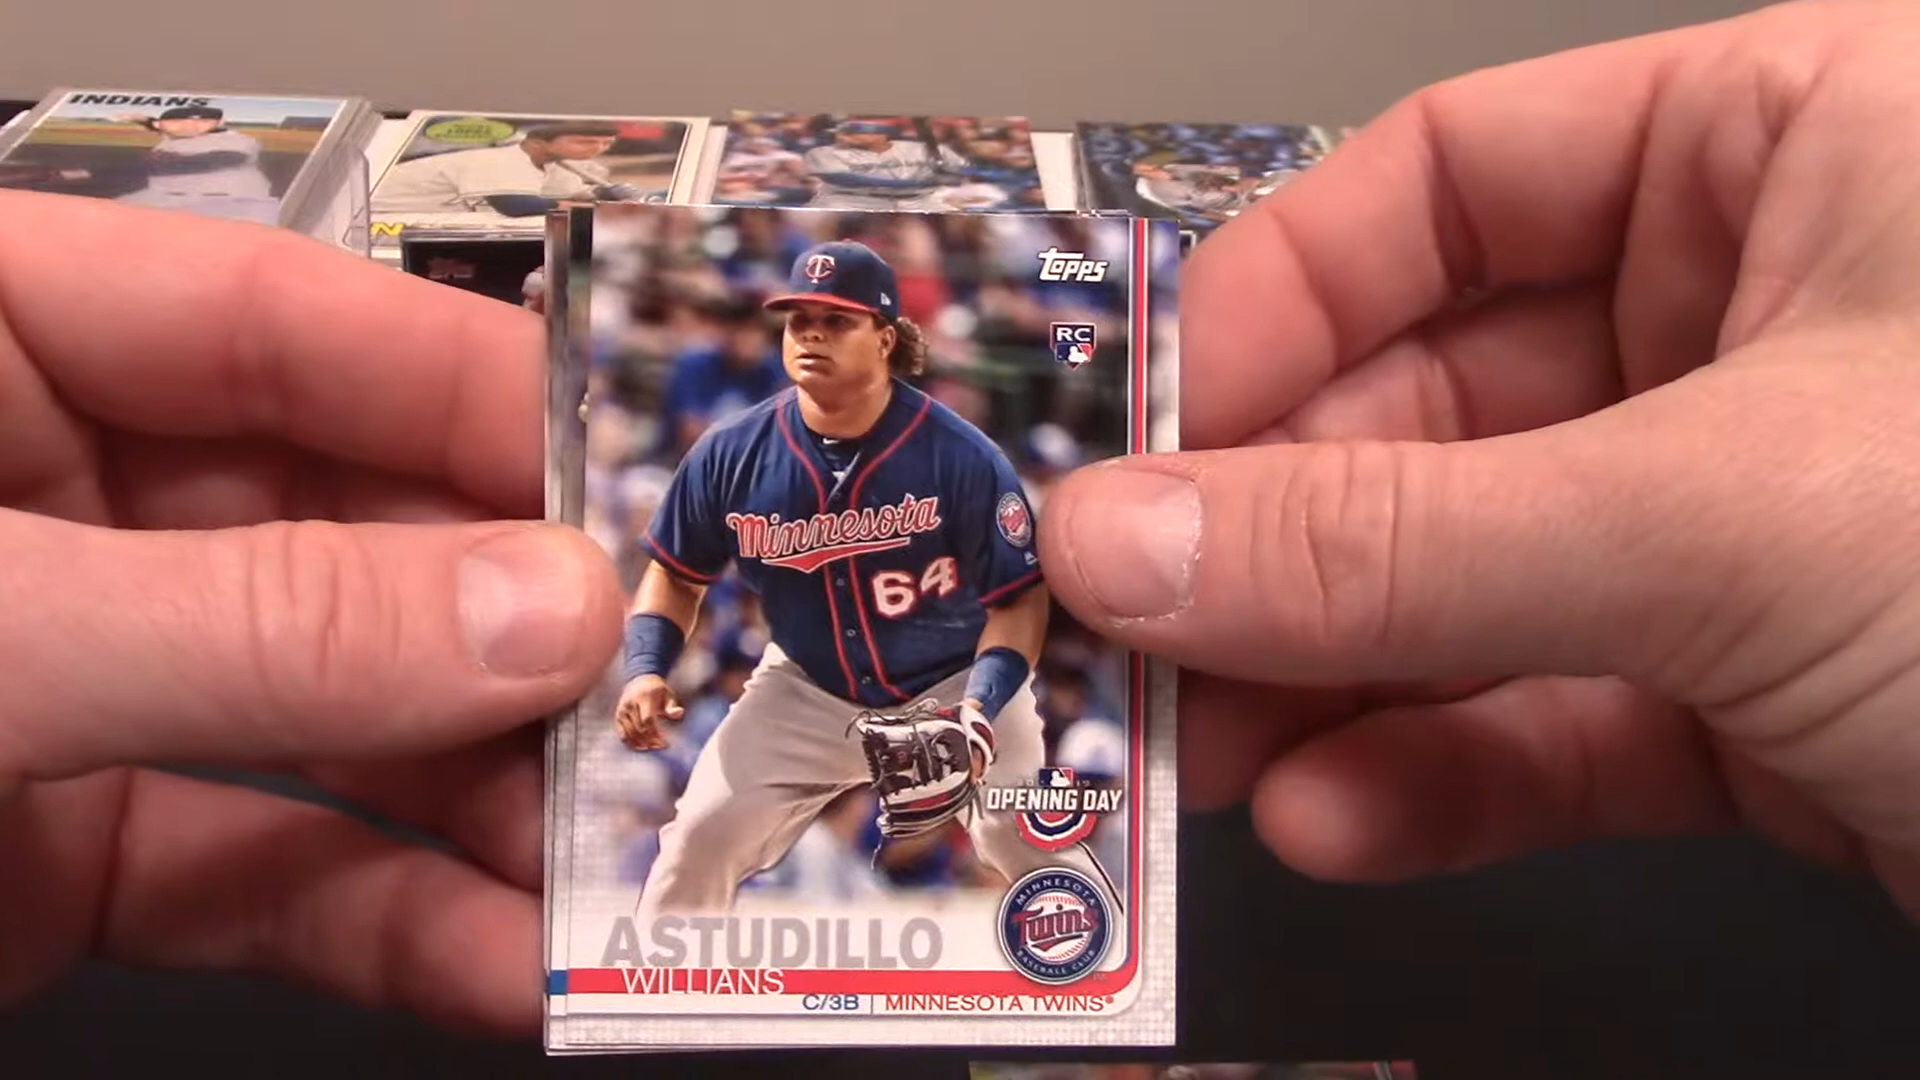 INDIANS
TOPPS
RC
T
Minnesota
64
OPENING DAY
MINNESOTA
Twins
BASEBALL CLUB
ASTUDILLO
WILLIANS
C/3B | MINNESOTA TWINS®